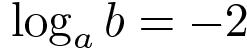 log_a b = −2